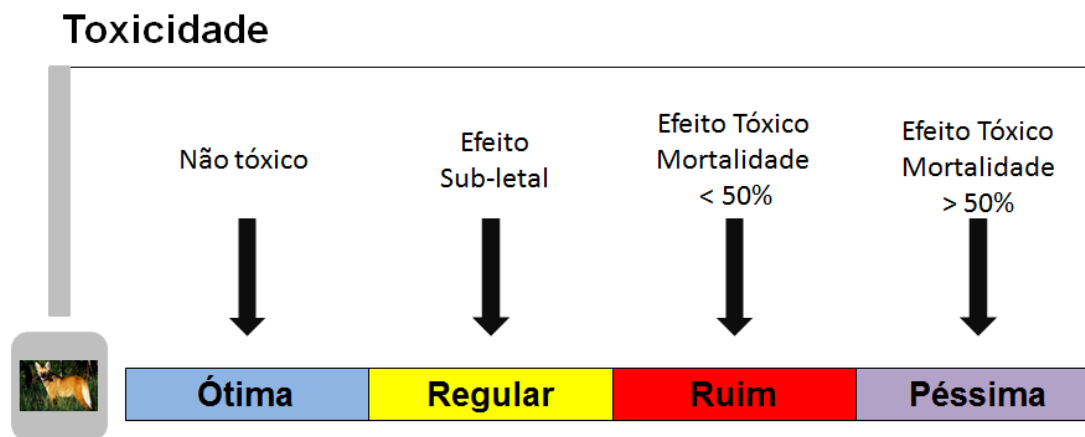 Toxicidade
Não tóxico
Efeito
Sub-letal
Efeito Tóxico
Mortalidade
< 50%
Efeito Tóxico
Mortalidade
> 50%
Ótima
Regular
Ruim
Péssima